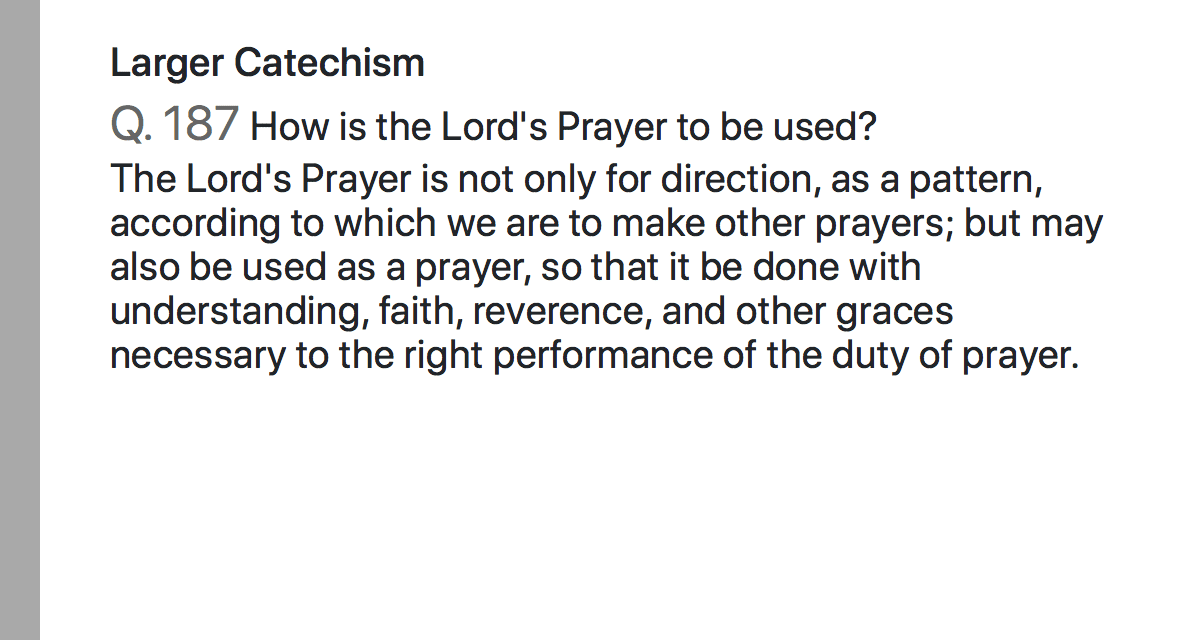 Larger Catechism
Q. 187 How is the Lord's Prayer to be used?
The Lord's Prayer is not only for direction, as a pattern,
according to which we are to make other prayers; but may
also be used as a prayer, so that it be done with
understanding, faith, reverence, and other graces
necessary to the right performance of the duty of prayer.